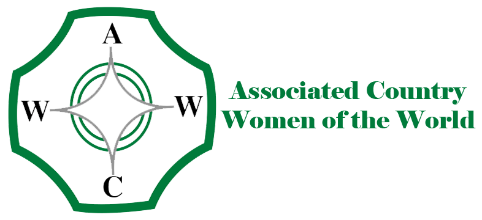 A
W W
C
Associated Country
Women of the World